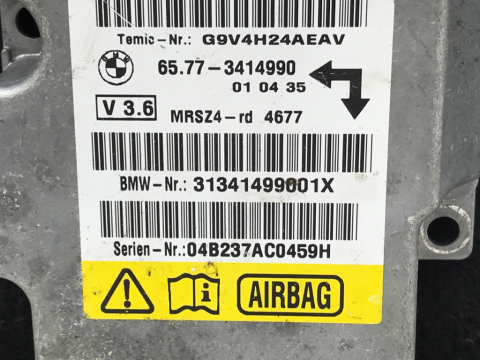 Temic-Nr.: G9V4H24AEAV
BMW
65.77-3414990
01 04 35
V 3.6
MRSZ4-rd 4677
BMW-Nr.: 31341499001X
Serien-Nr.: 04B237AC0459H
AIRBAG